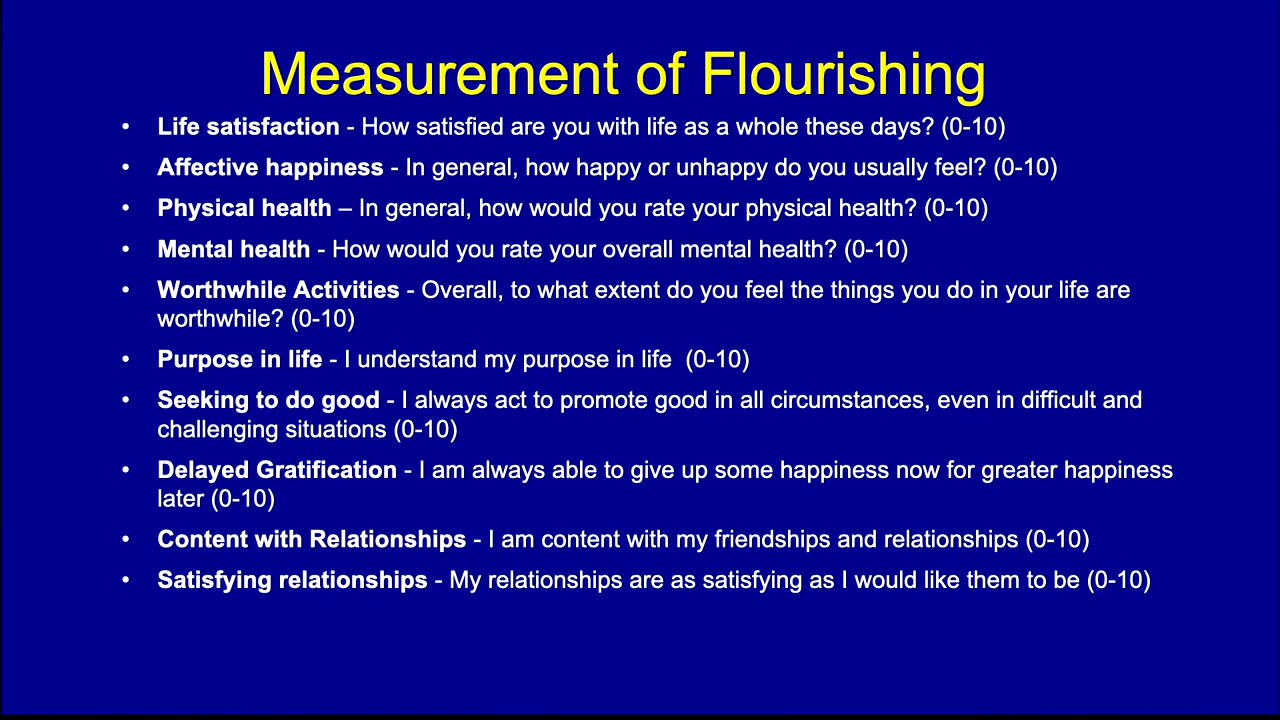 Measurement of Flourishing
• Life satisfaction - How satisfied are you with life as a whole these days? (0-10)
• Affective happiness - In general, how happy or unhappy do you usually feel? (0-10)
• Physical health – In general, how would you rate your physical health? (0-10)
• Mental health - How would you rate your overall mental health? (0-10)
• Worthwhile Activities - Overall, to what extent do you feel the things you do in your life are
worthwhile? (0-10)
• Purpose in life - I understand my purpose in life  (0-10)
• Seeking to do good - I always act to promote good in all circumstances, even in difficult and
challenging situations (0-10)
• Delayed Gratification - I am always able to give up some happiness now for greater happiness
later (0-10)
• Content with Relationships - I am content with my friendships and relationships (0-10)
• Satisfying relationships - My relationships are as satisfying as I would like them to be (0-10)